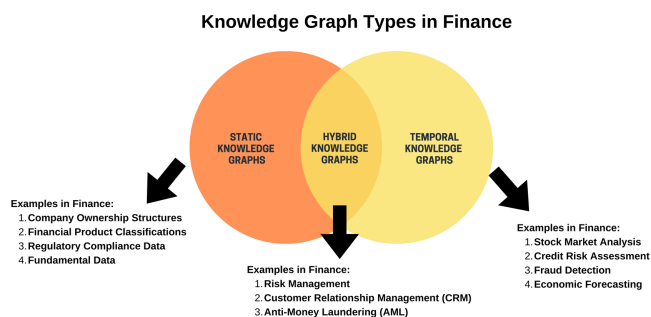 Knowledge Graph Types in Finance
STATIC
KNOWLEDGE
GRAPHS
HYBRID
KNOWLEDGE
GRAPHS
TEMPORAL
KNOWLEDGE
GRAPHS
Examples in Finance:
1. Company Ownership Structures
2. Financial Product Classifications
3. Regulatory Compliance Data
4. Fundamental Data
Examples in Finance:
1. Risk Management
2. Customer Relationship Management (CRM)
3. Anti-Money Laundering (AML)
Examples in Finance:
1. Stock Market Analysis
2. Credit Risk Assessment
3. Fraud Detection
4. Economic Forecasting